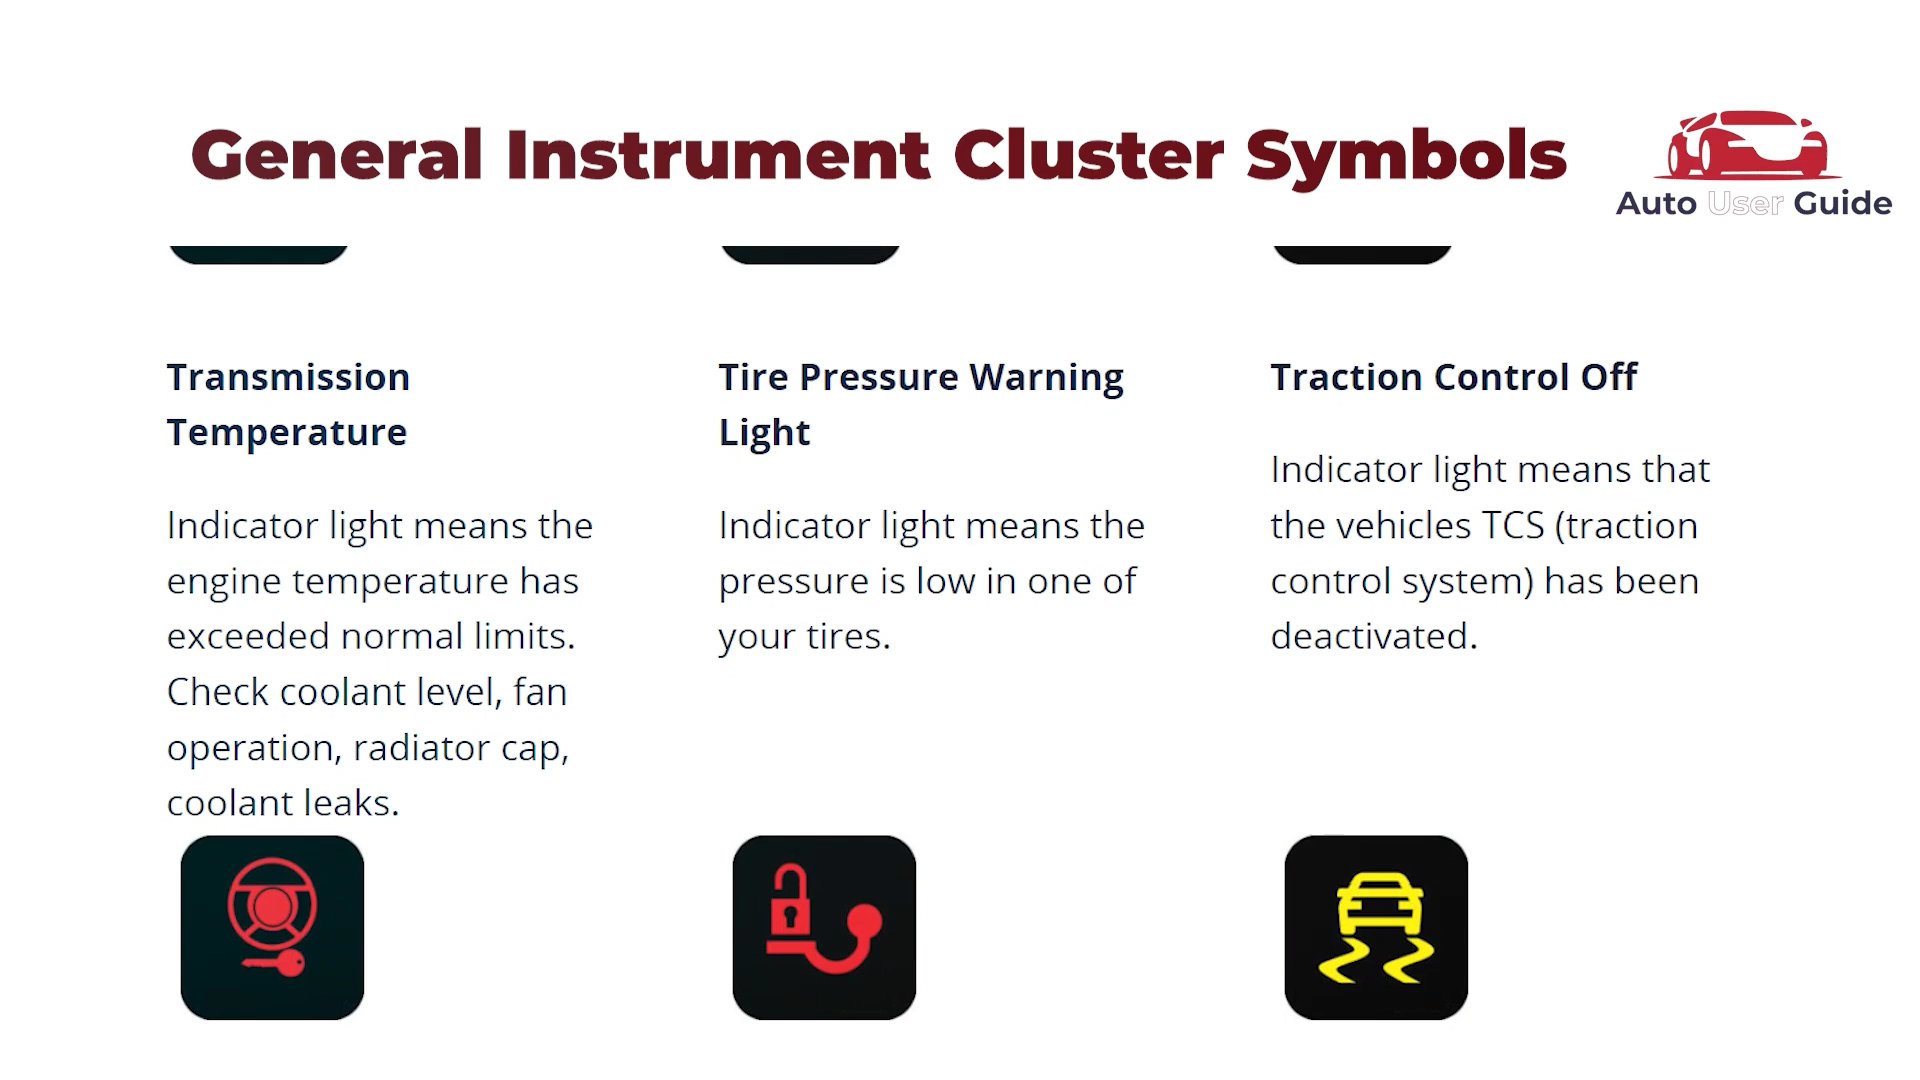 General Instrument Cluster Symbols
Auto User Guide
Transmission
Temperature
Indicator light means the
engine temperature has
exceeded normal limits.
Check coolant level, fan
operation, radiator cap,
coolant leaks.
Tire Pressure Warning
Light
Indicator light means the
pressure is low in one of
your tires.
Traction Control Off
Indicator light means that
the vehicles TCS (traction
control system) has been
deactivated.